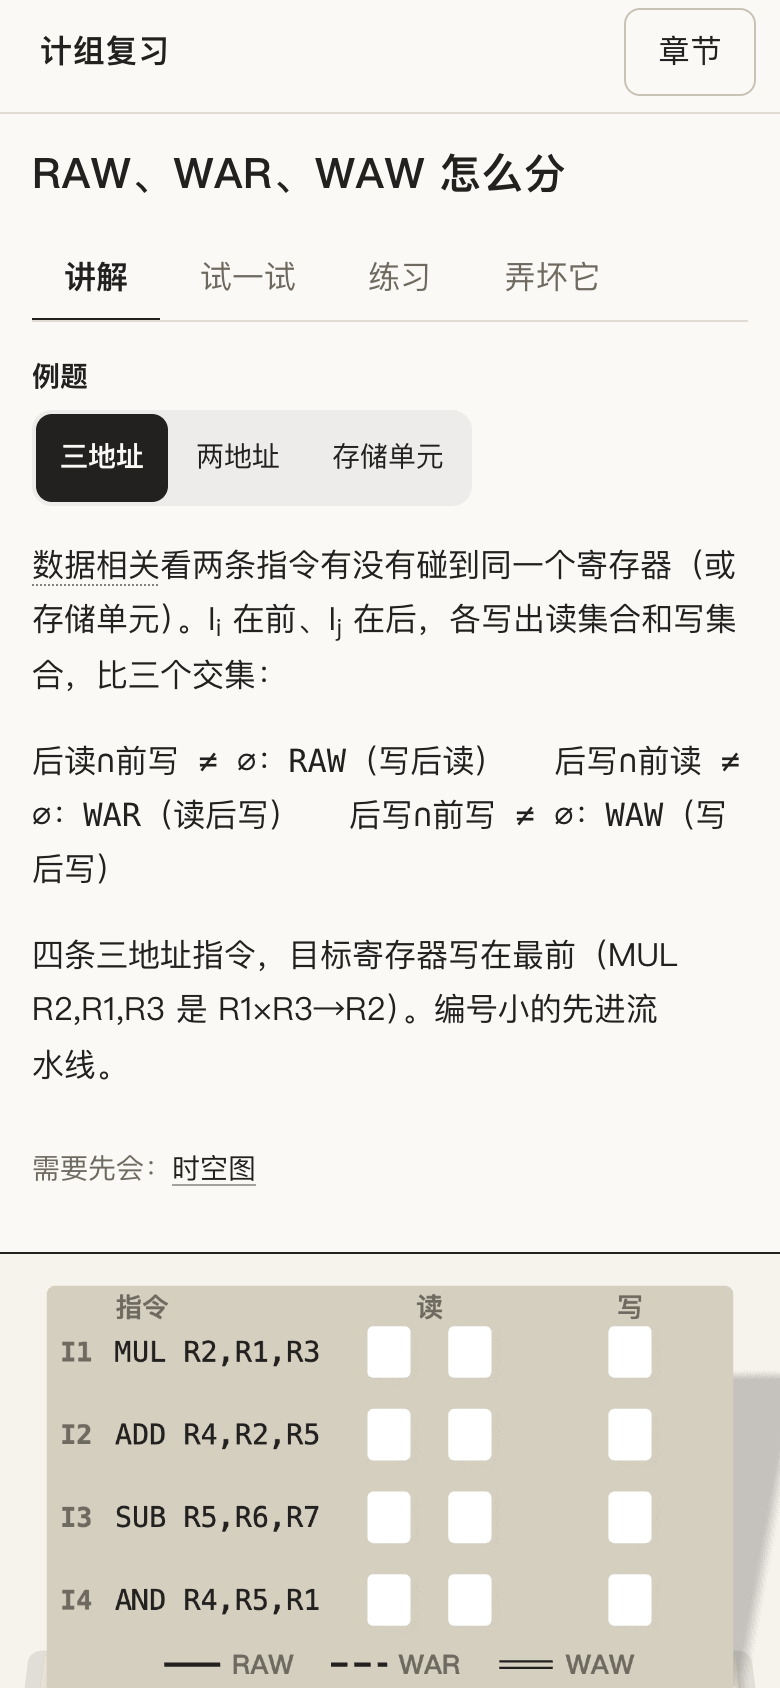 计组复习
章节
RAW、WAR、WAW 怎么分
讲解 试一试 练习 弄坏它
例题
三地址 两地址 存储单元
数据相关看两条指令有没有碰到同一个寄存器（或
存储单元）。Ii 在前、Ij 在后，各写出读集合和写集
合，比三个交集：
后读∩前写 ≠ ∅：RAW（写后读） 后写∩前读 ≠
∅：WAR（读后写） 后写∩前写 ≠ ∅：WAW（写
后写）
四条三地址指令，目标寄存器写在最前（MUL
R2,R1,R3 是 R1×R3→R2）。编号小的先进流
水线。
需要先会：时空图
指令 读 写
I1 MUL R2,R1,R3
I2 ADD R4,R2,R5
I3 SUB R5,R6,R7
I4 AND R4,R5,R1
RAW WAR WAW